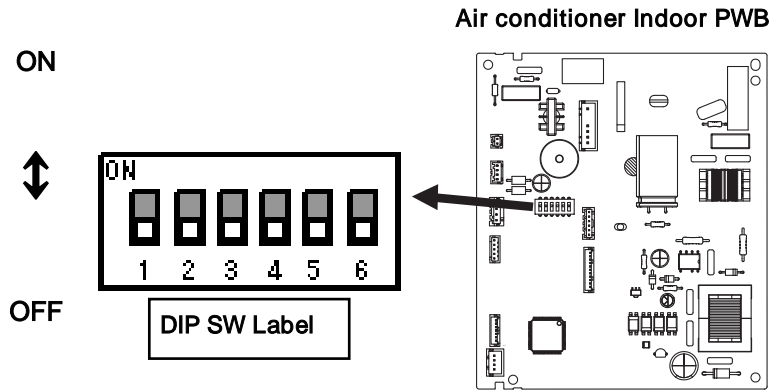 Air conditioner Indoor PWB
ON
ON
1 2 3 4 5 6
OFF
DIP SW Label